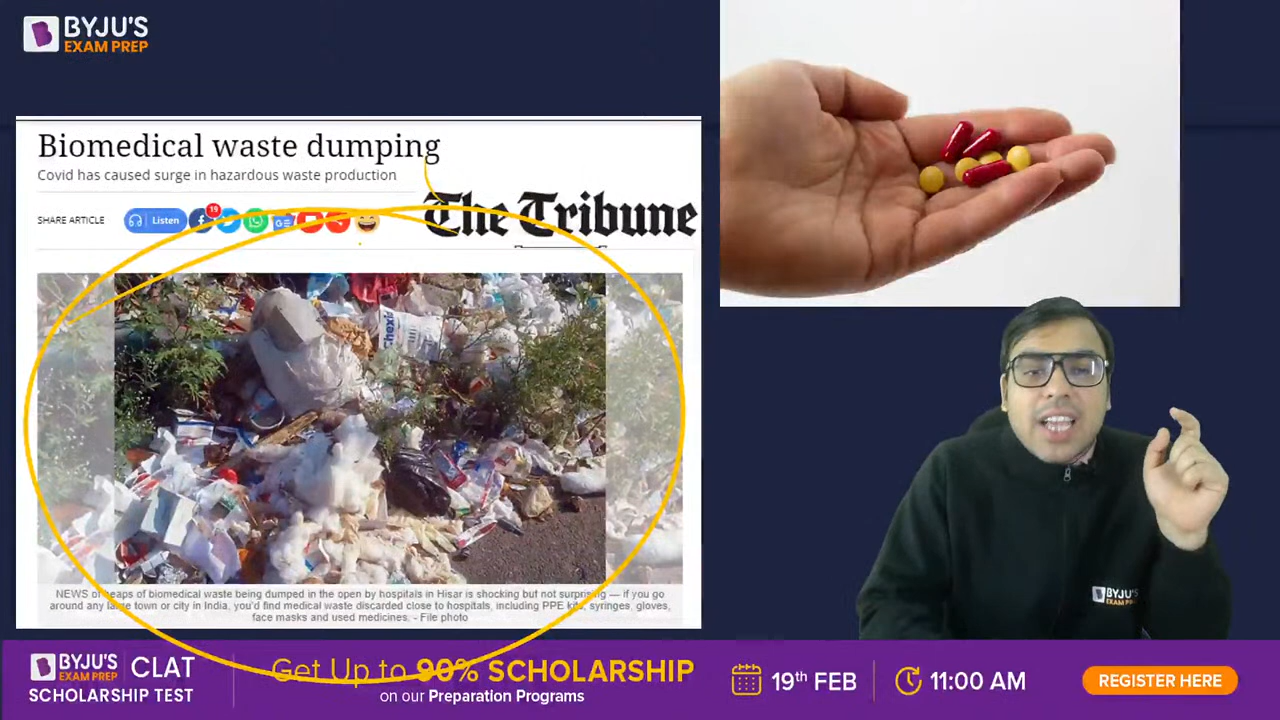 BYJU'S
EXAM PREP
Biomedical waste dumping
Covid has caused surge in hazardous waste production
SHARE ARTICLE
Listen
19
The Tribune
NEWS of heaps of biomedical waste being dumped in the open by hospitals in Hisar is shocking but not surprising — if you go
around any large town or city in India, you'd find medical waste discarded close to hospitals, including PPE kits, syringes, gloves,
face masks and used medicines. - File photo
BYJU'S
EXAM PREP
BYJU'S
EXAM PREP
CLAT
SCHOLARSHIP TEST
Get Up to 90% SCHOLARSHIP
on our Preparation Programs
19th FEB
11:00 AM
REGISTER HERE